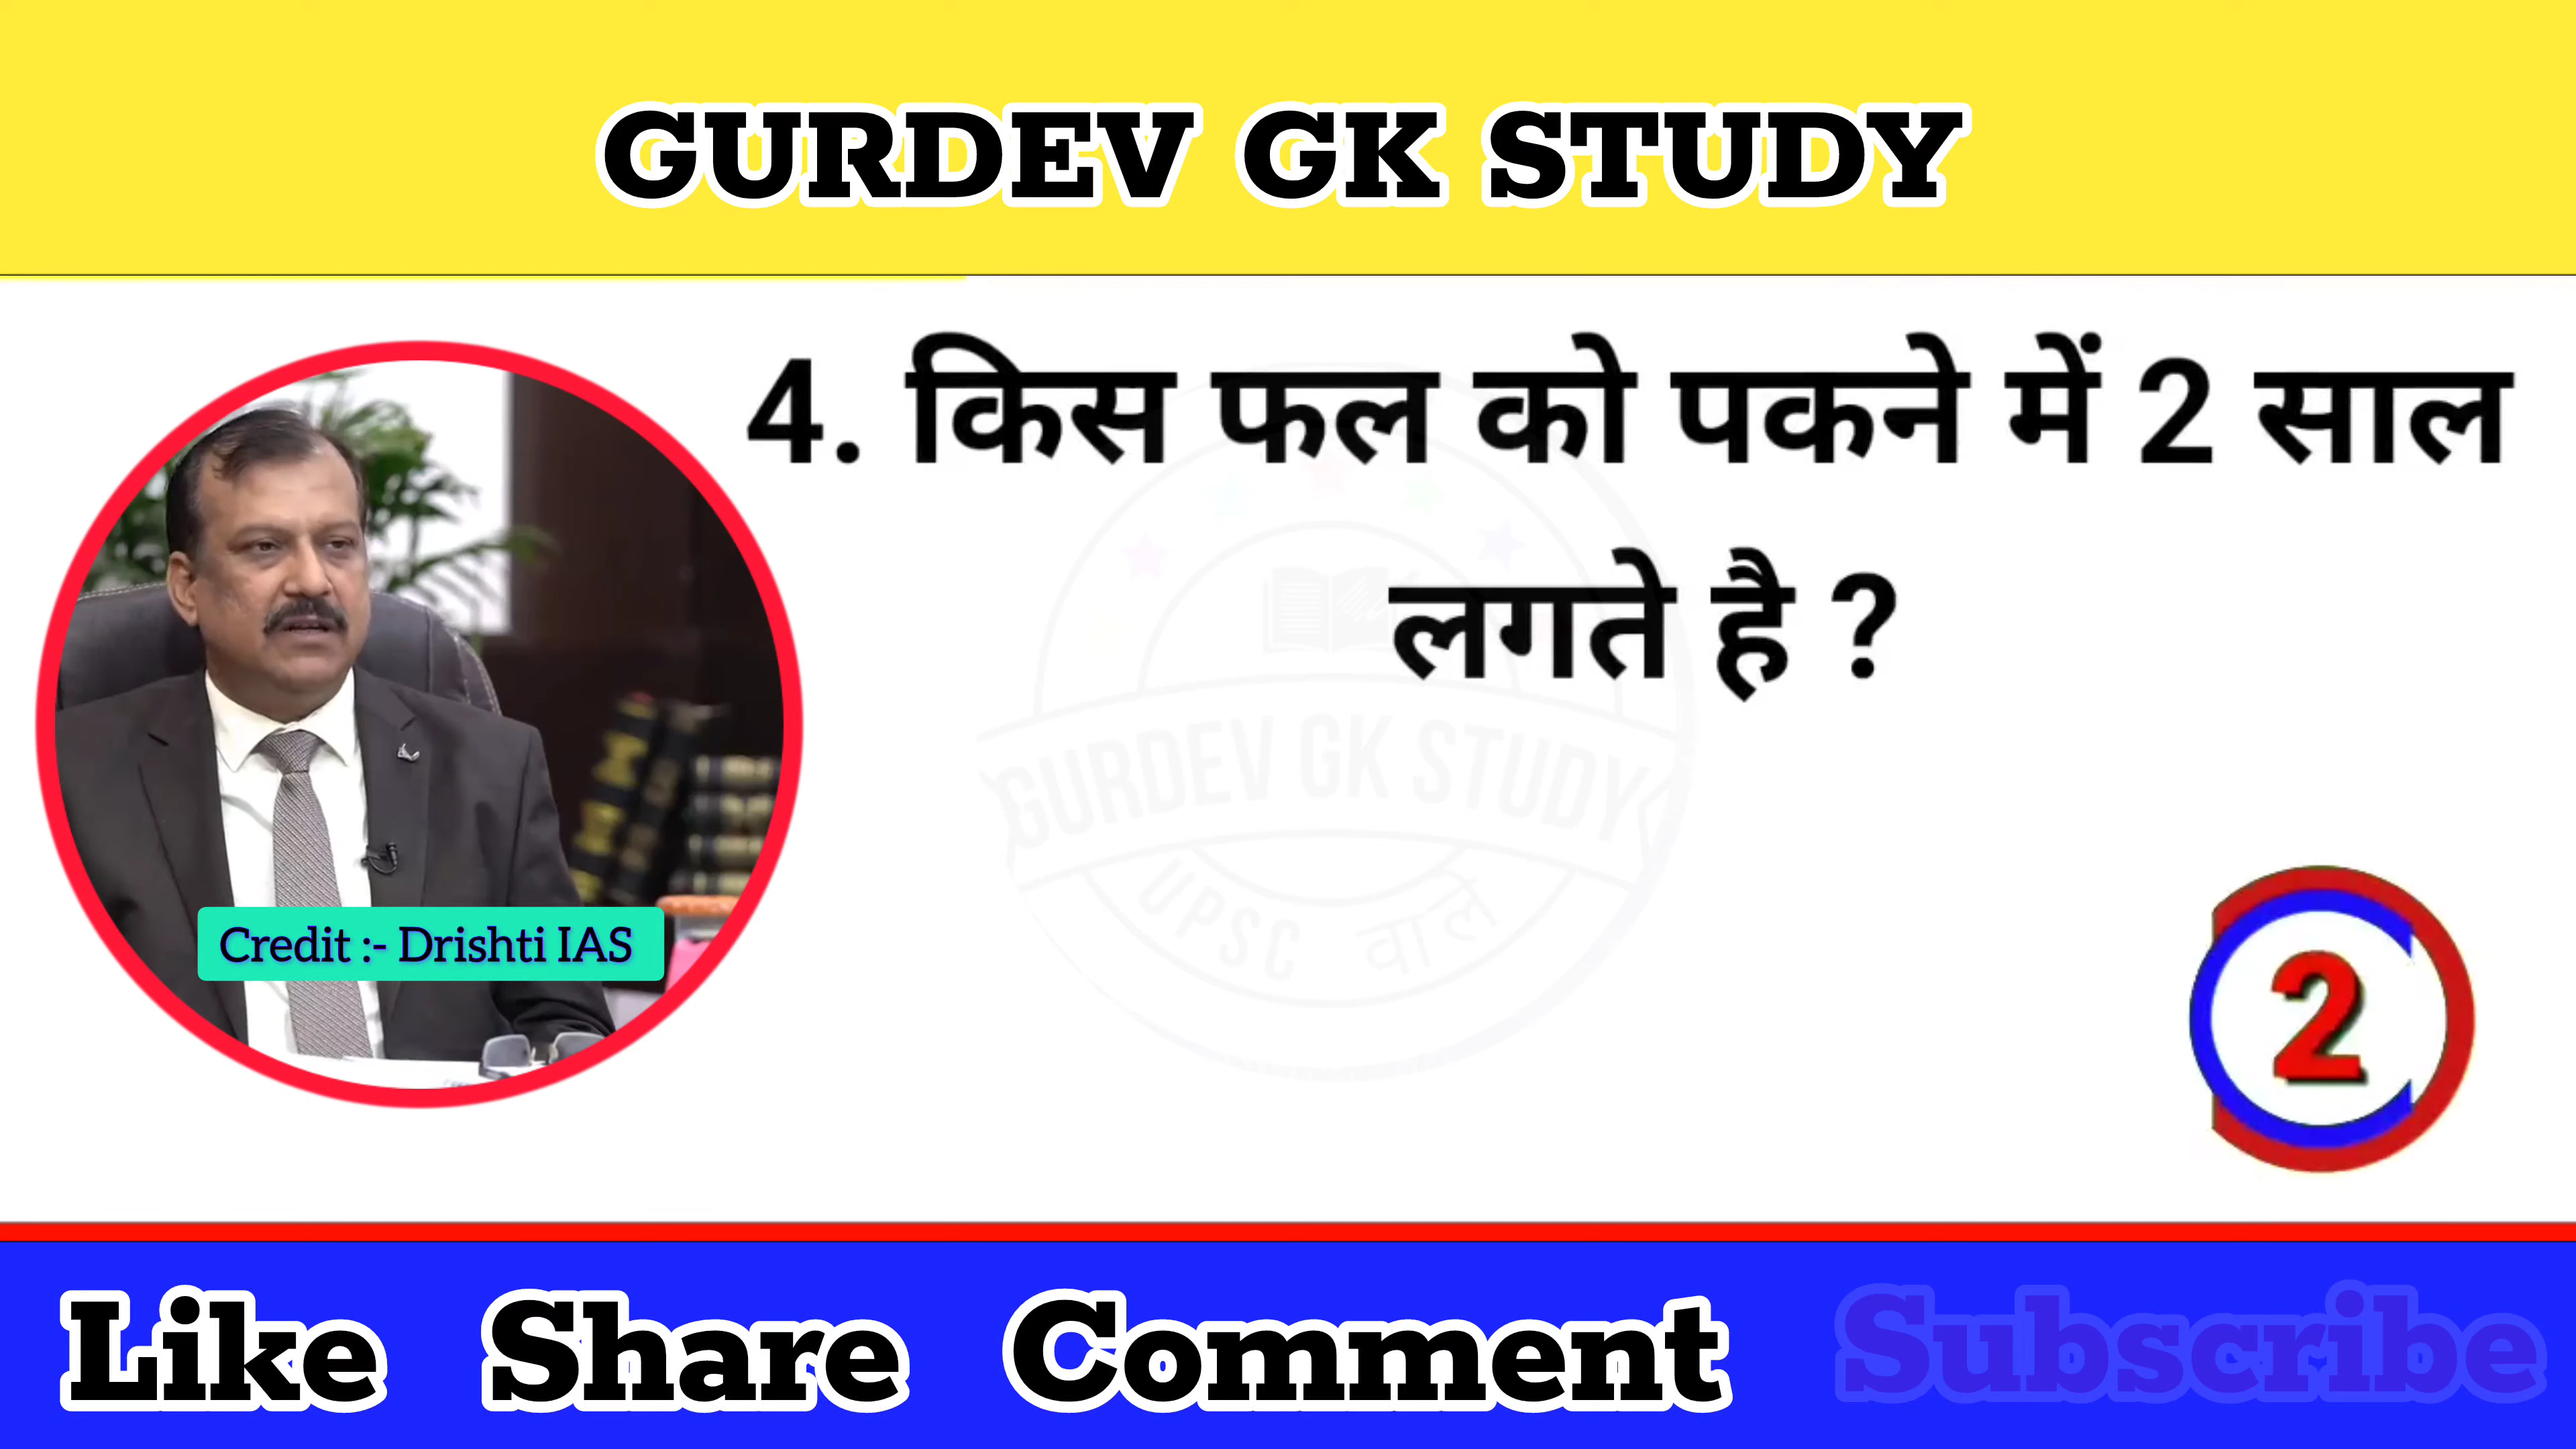 GURDEV GK STUDY
4. किस फल को पकने में 2 साल
लगते है ?
GURDEV GK STUDY
UPSC वाले
Credit :- Drishti IAS
2
Like Share Comment Subscribe